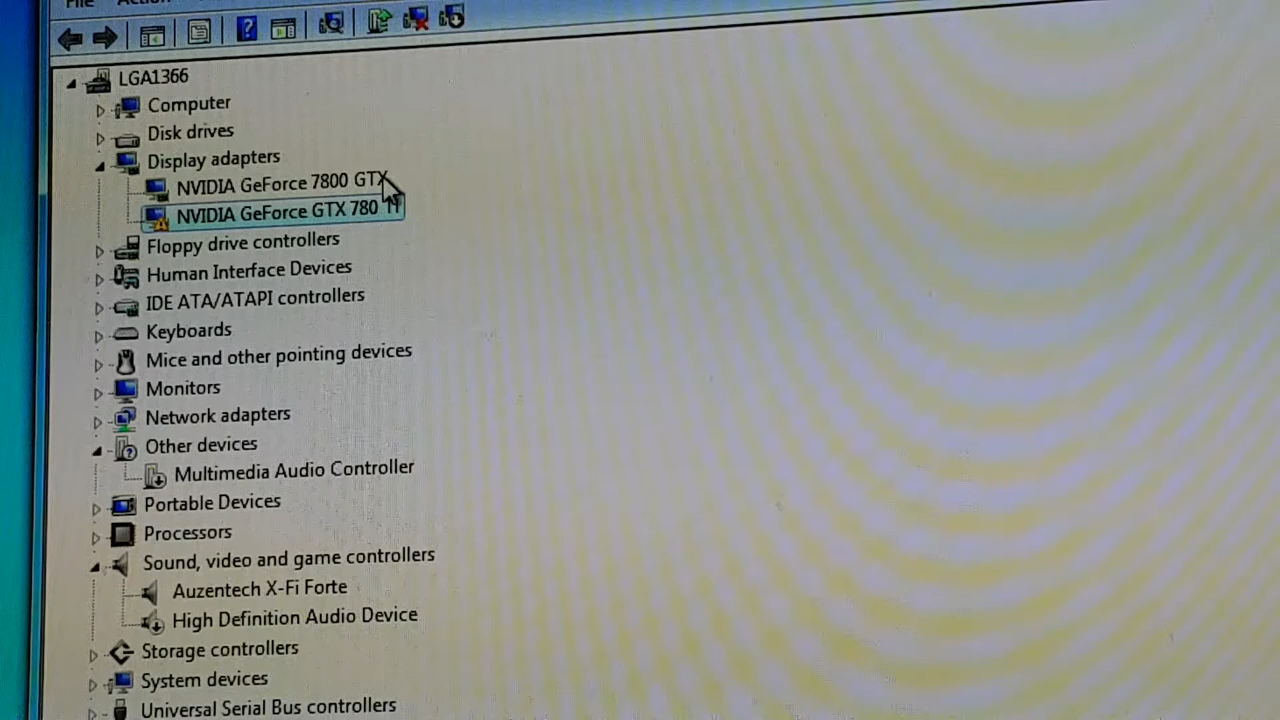 File Action
LGA1366
Computer
Disk drives
Display adapters
NVIDIA GeForce 7800 GTX
NVIDIA GeForce GTX 780
Floppy drive controllers
Human Interface Devices
IDE ATA/ATAPI controllers
Keyboards
Mice and other pointing devices
Monitors
Network adapters
Other devices
Multimedia Audio Controller
Portable Devices
Processors
Sound, video and game controllers
Auzentech X-Fi Forte
High Definition Audio Device
Storage controllers
System devices
Universal Serial Bus controllers